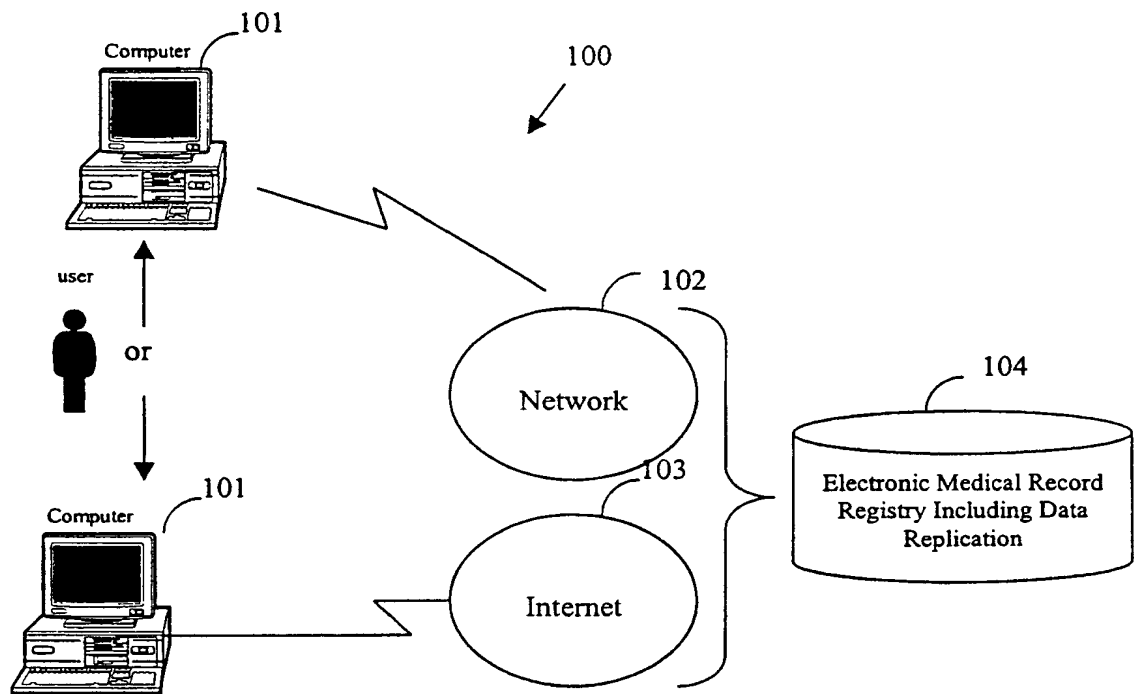 101
Computer
100
user
or
102
Network
104
103
Electronic Medical Record
Registry Including Data
Replication
101
Computer
Internet